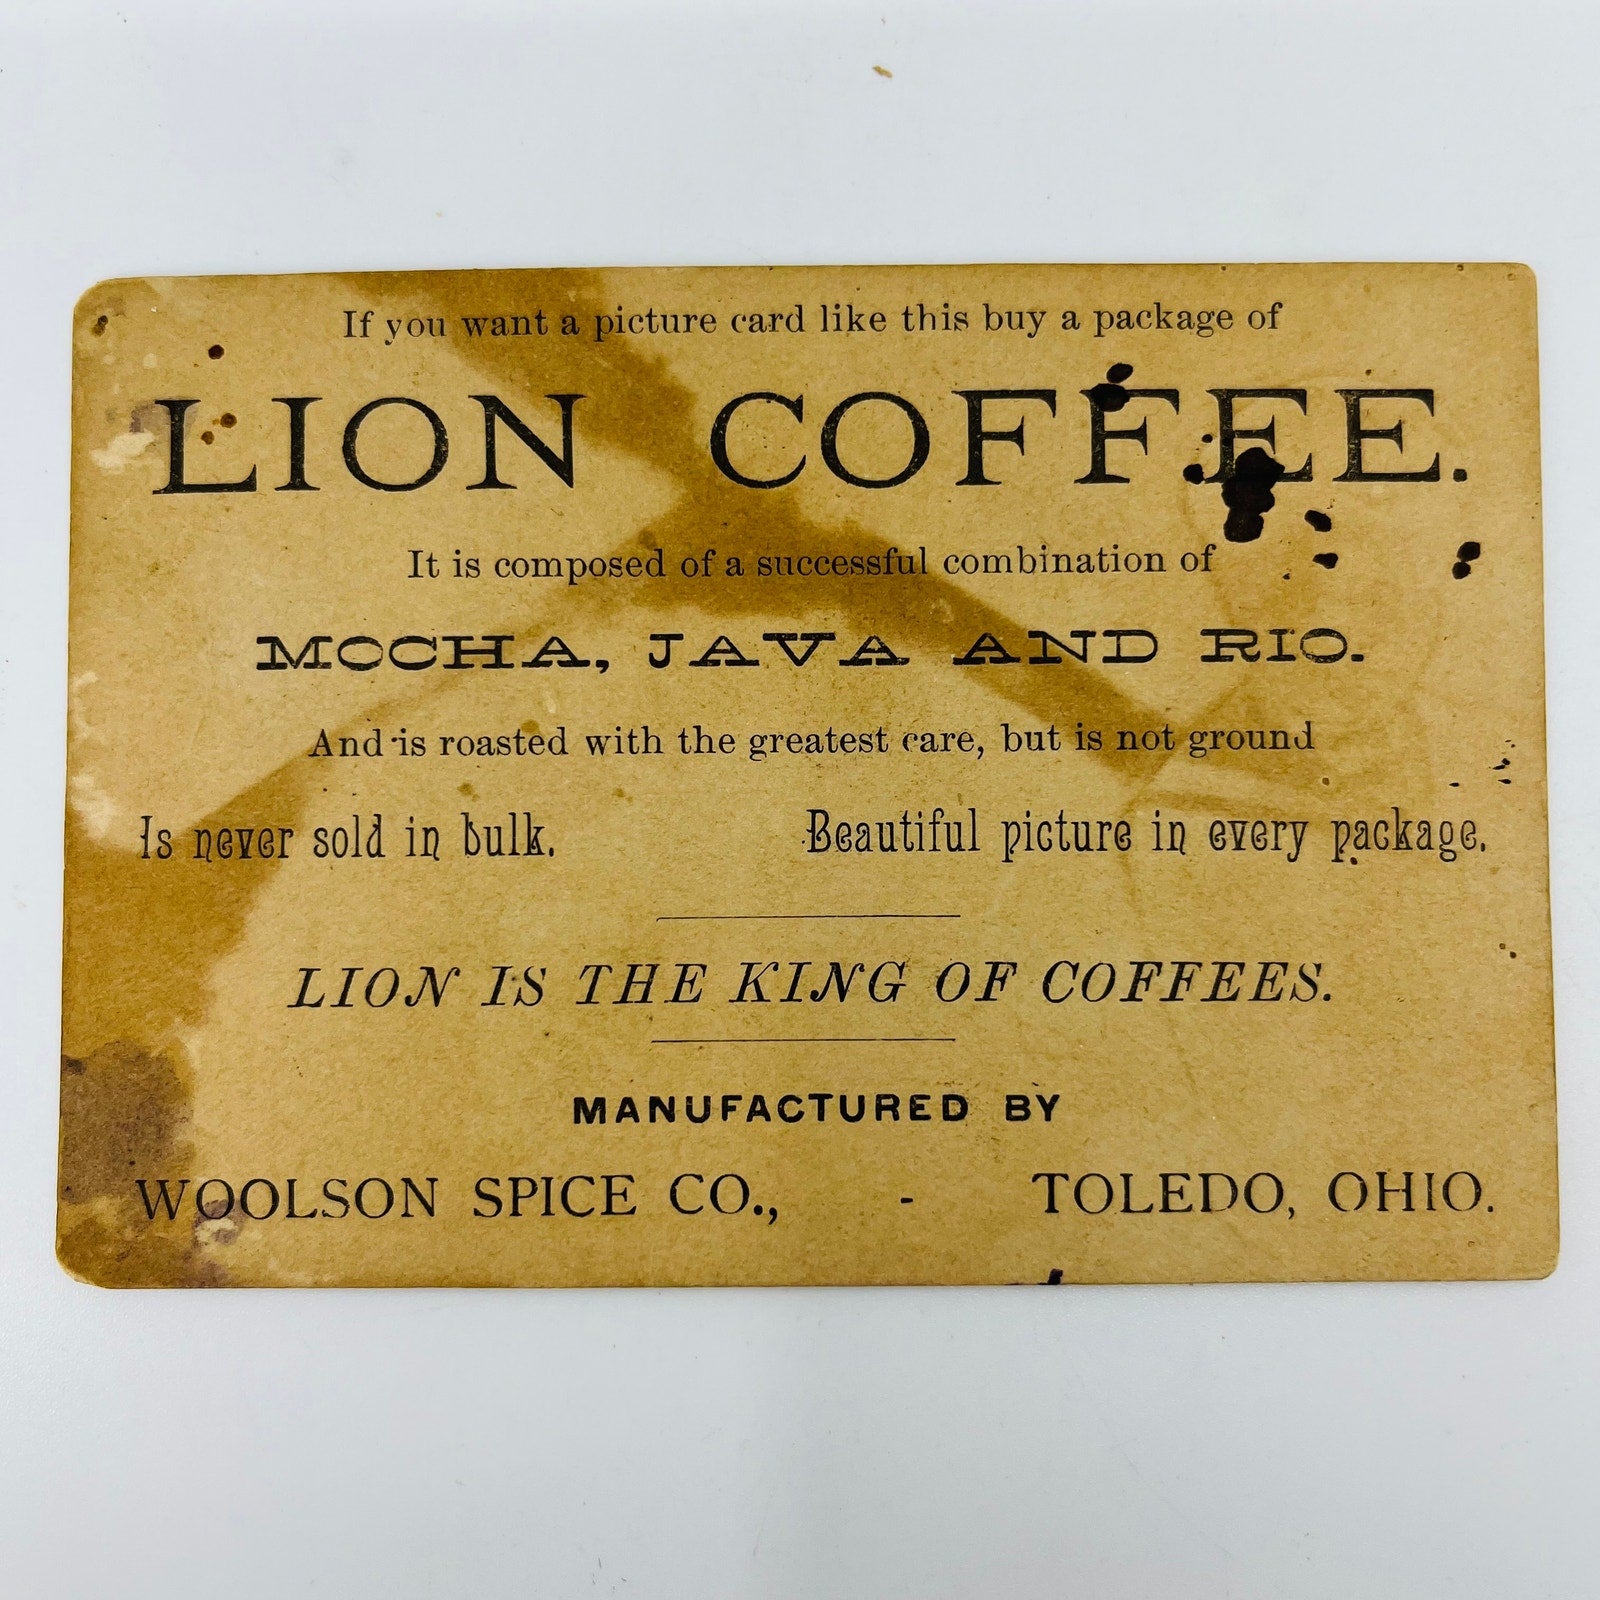 If you want a picture card like this buy a package of
LION COFFEE.
It is composed of a successful combination of
MOCHA, JAVA AND RIO.
And is roasted with the greatest care, but is not ground
Is never sold in bulk. Beautiful picture in every package.
LION IS THE KING OF COFFEES.
MANUFACTURED BY
WOOLSON SPICE CO., - TOLEDO, OHIO.